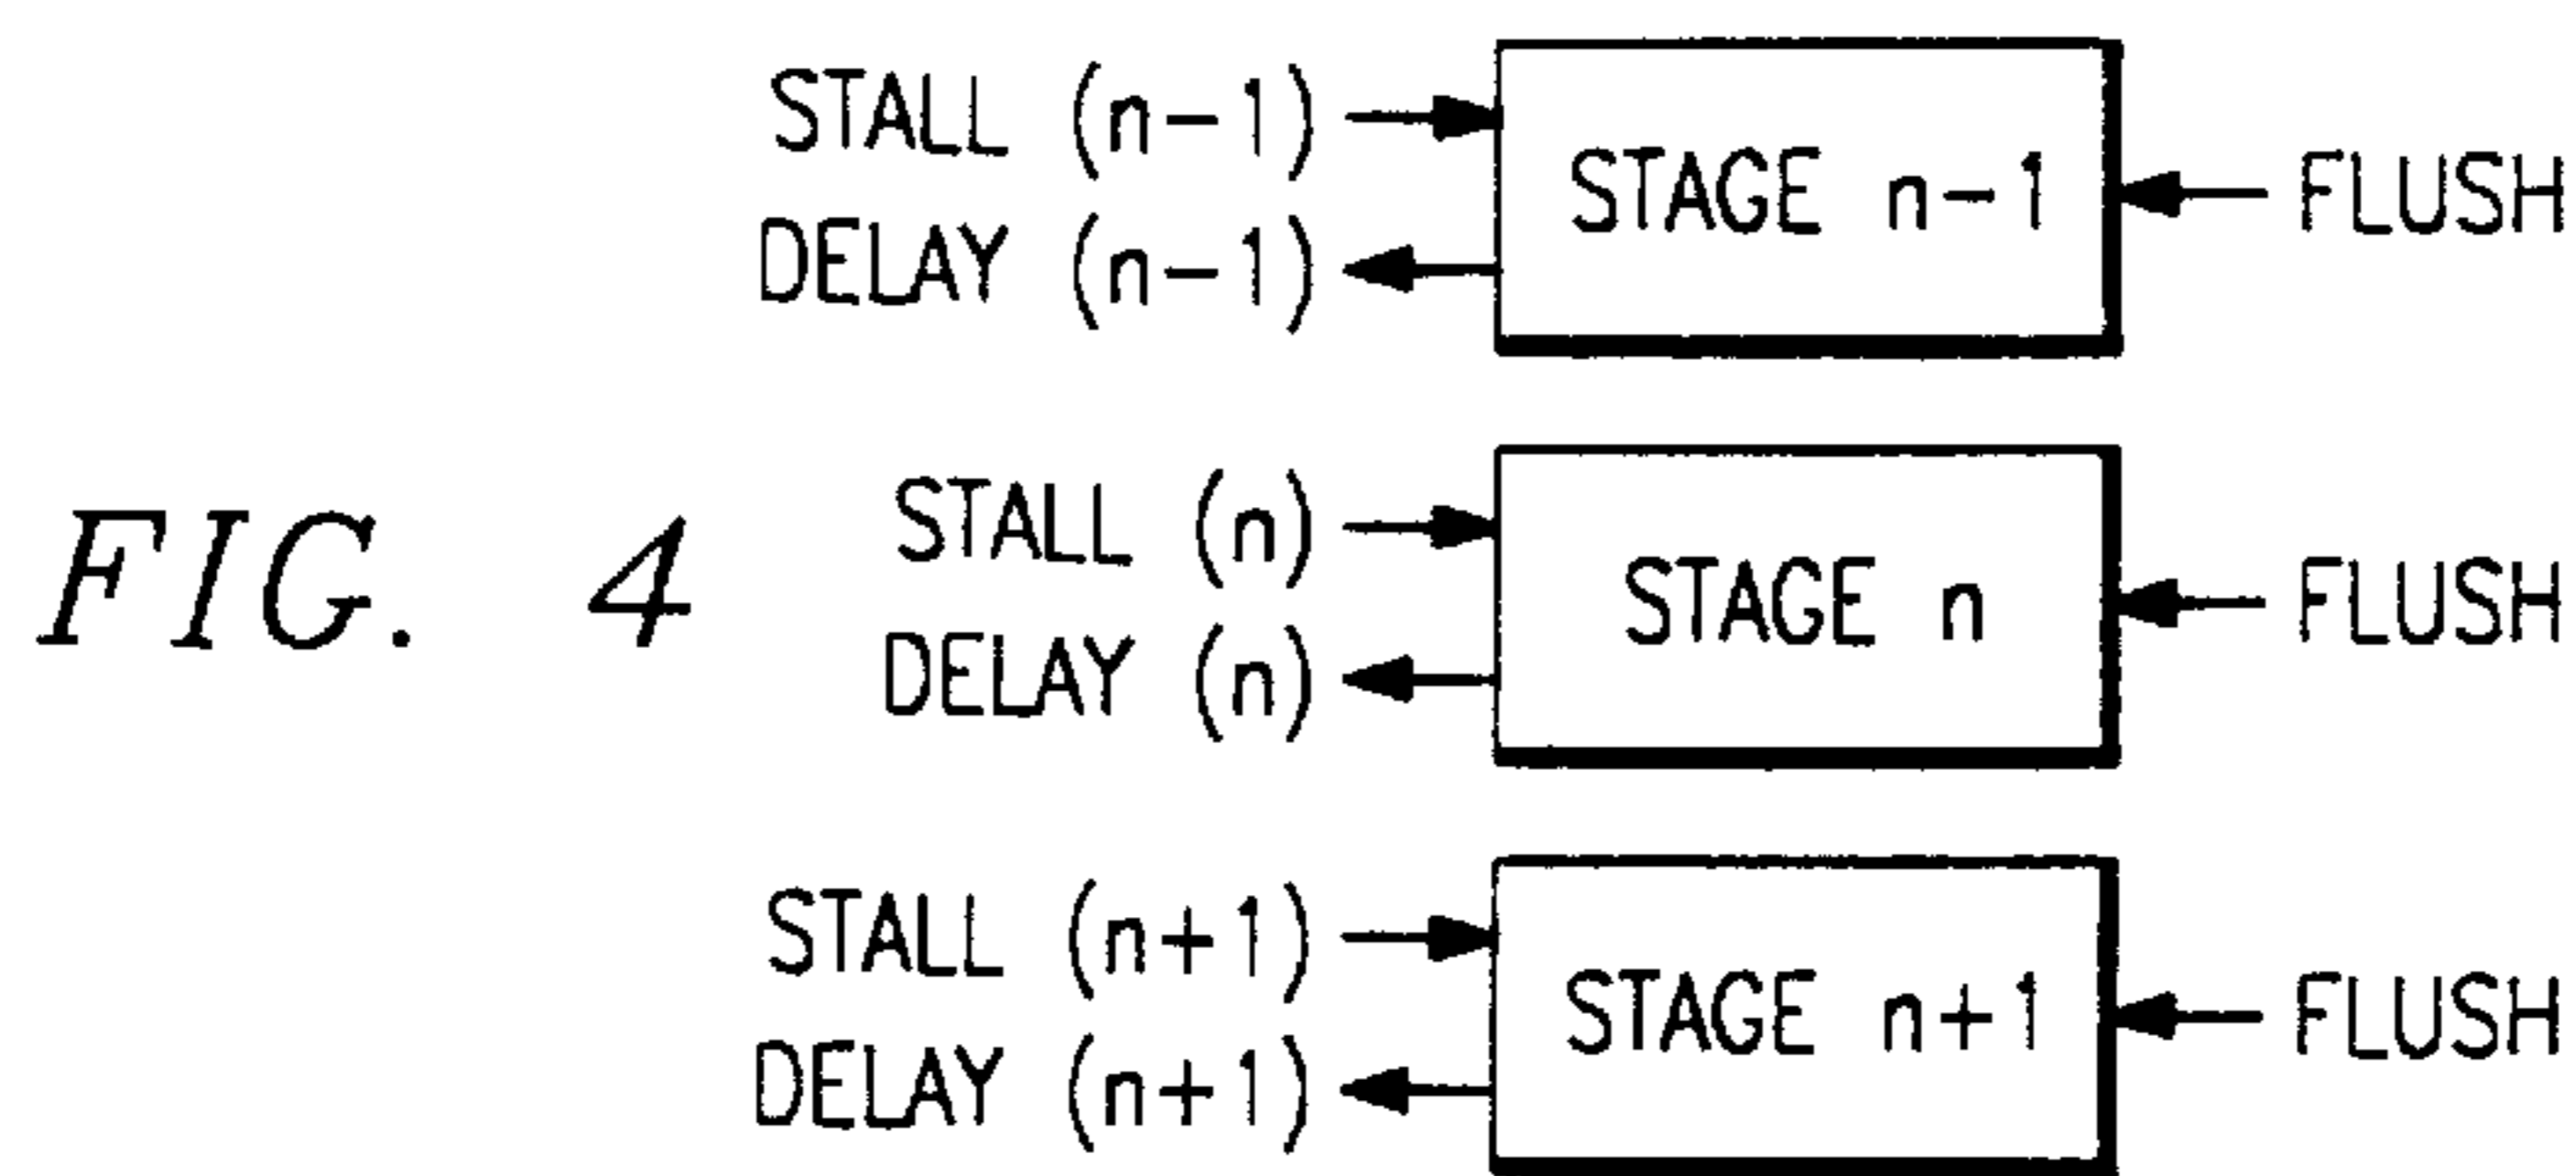 STALL (n-1)
DELAY (n-1)
STAGE n-1
FLUSH
FIG. 4
STALL (n)
DELAY (n)
STAGE n
FLUSH
STALL (n+1)
DELAY (n+1)
STAGE n+1
FLUSH